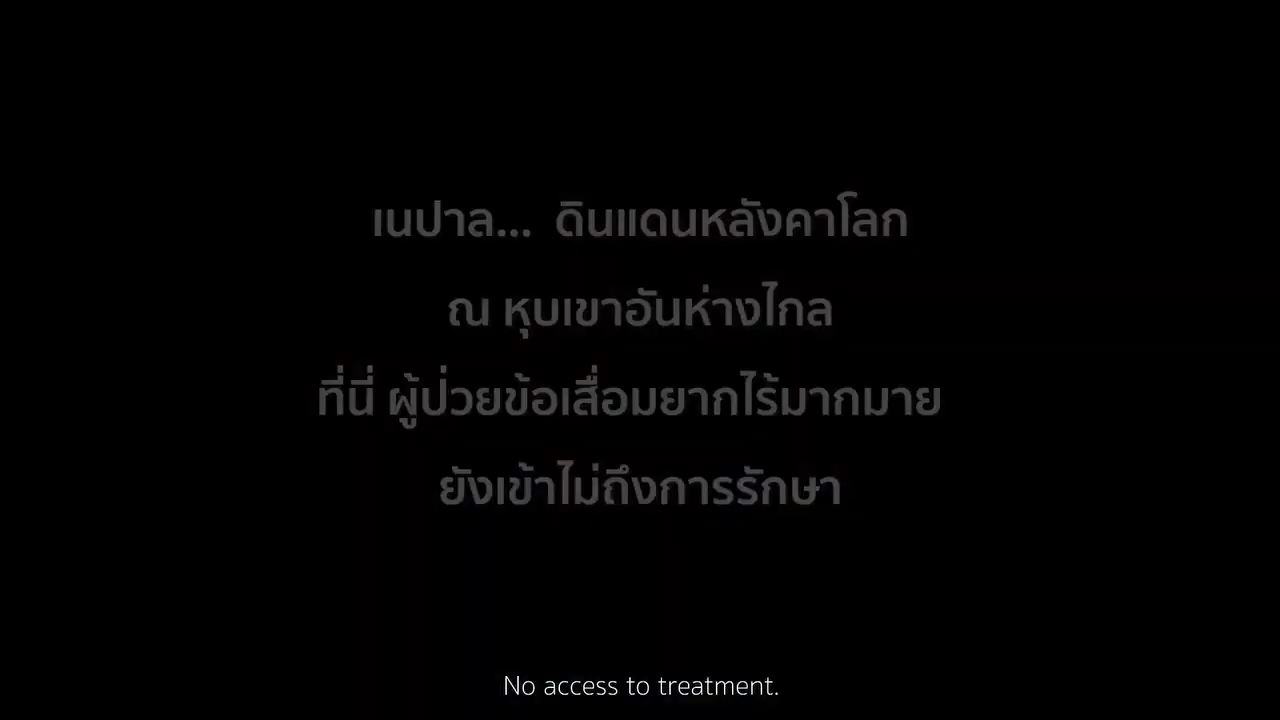 เนปาล... ดินแดนหลังคาโลก
ณ หุบเขาอันห่างไกล
ที่นี่ ผู้ป่วยข้อเสื่อมยากไร้มากมาย
ยังเข้าไม่ถึงการรักษา
No access to treatment.